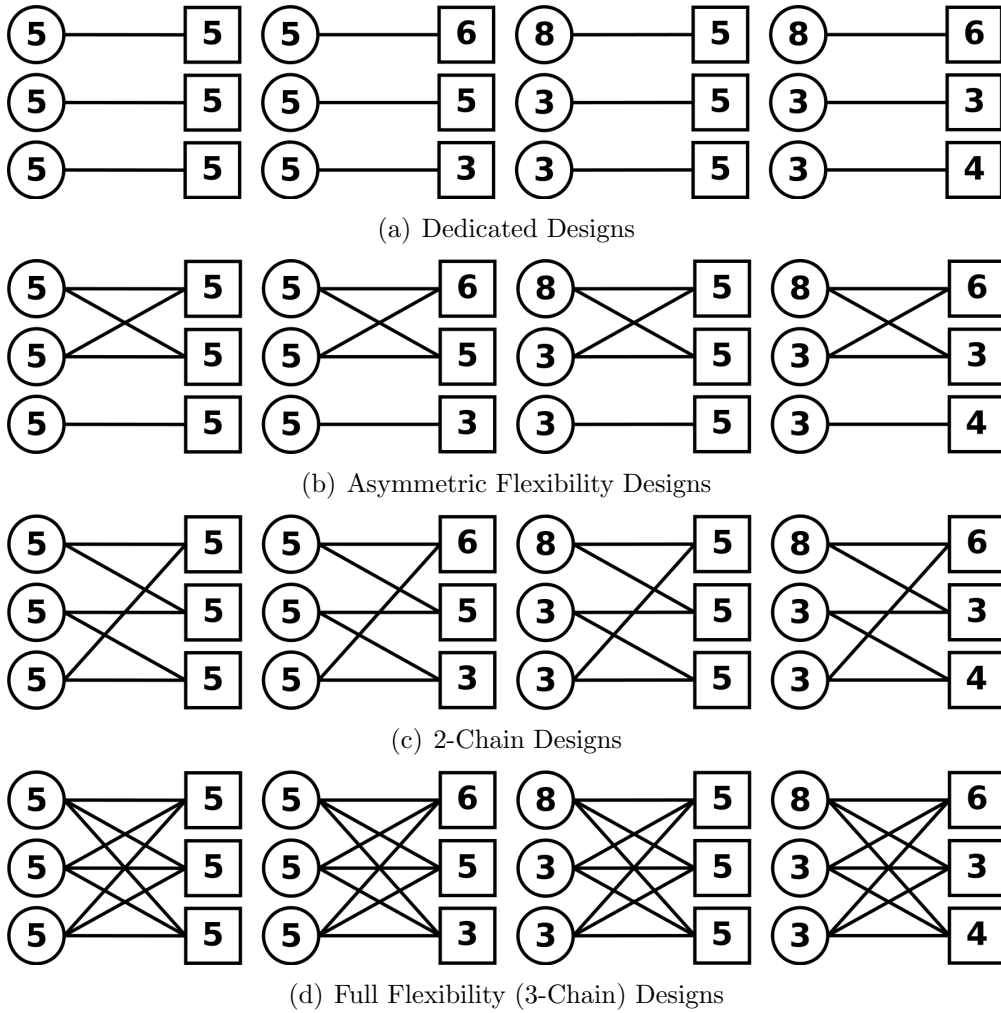 5 5 5 6 8 5 8 6
5 5 5 5 3 5 3 3
5 5 5 3 3 5 3 4
(a) Dedicated Designs
5 5 5 6 8 5 8 6
5 5 5 5 3 5 3 3
5 5 5 3 3 5 3 4
(b) Asymmetric Flexibility Designs
5 5 5 6 8 5 8 6
5 5 5 5 3 5 3 3
5 5 5 3 3 5 3 4
(c) 2-Chain Designs
5 5 5 6 8 5 8 6
5 5 5 5 3 5 3 3
5 5 5 3 3 5 3 4
(d) Full Flexibility (3-Chain) Designs